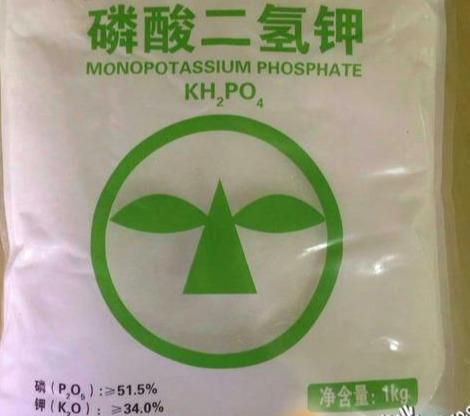 磷酸二氢钾
MONOPOTASSIUM PHOSPHATE
KH₂PO₄
磷（P₂O₅）:≥51.5%
钾（K₂O）: ≥34.0%
净含量: 1kg